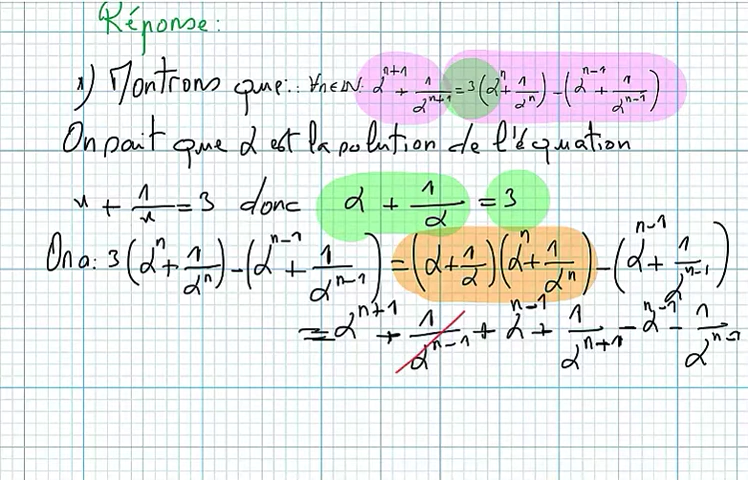 Réponse:
1) Montrons que: ∀n∈ℕ: α^{n+1} + 1/α^{n+1} = 3(α^n + 1/α^n) - (α^{n-1} + 1/α^{n-1})
On sait que α est la solution de l'équation
x + 1/x = 3 donc α + 1/α = 3
On a: 3(α^n + 1/α^n) - (α^{n-1} + 1/α^{n-1}) = (α + 1/α)(α^n + 1/α^n) - (α^{n-1} + 1/α^{n-1})
= α^{n+1} + 1/α^{n-1} + α^{n-1} + 1/α^{n+1} - α^{n-1} - 1/α^{n-1}